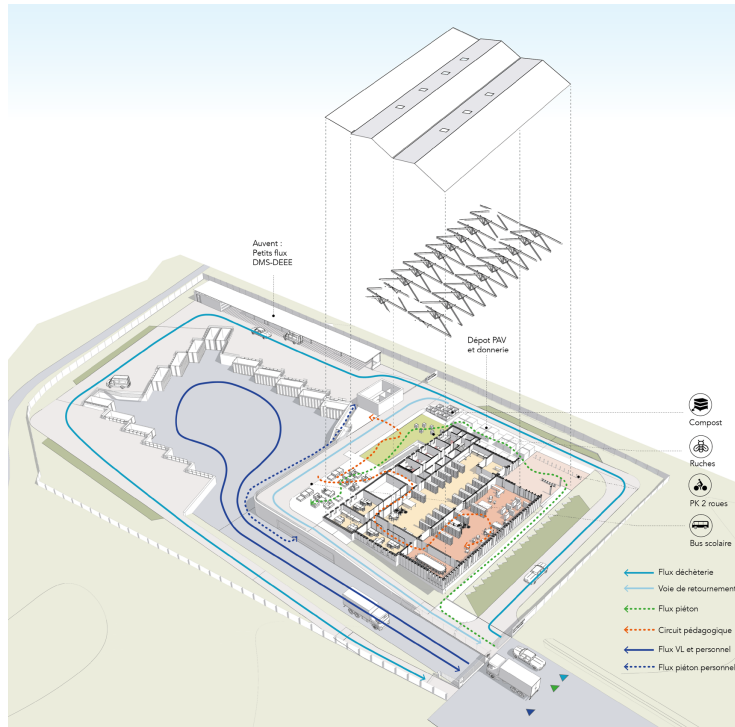 Auvent :
Petits flux
DMS-DEEE
Dépot PAV
et donnerie
Compost
Ruches
PK 2 roues
Bus scolaire
Flux déchèterie
Voie de retournement
Flux piéton
Circuit pédagogique
Flux VL et personnel
Flux piéton personnel